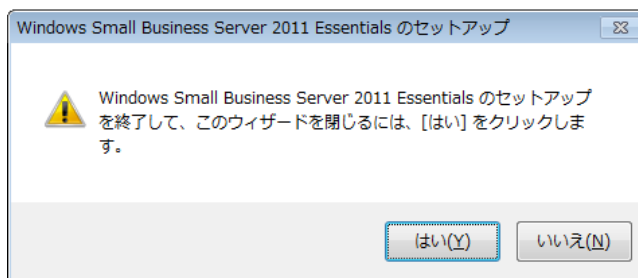 Windows Small Business Server 2011 Essentials のセットアップ
Windows Small Business Server 2011 Essentials のセットアップ
を終了して、このウィザードを閉じるには、[はい] をクリックしま
す。
はい(Y)
いいえ(N)